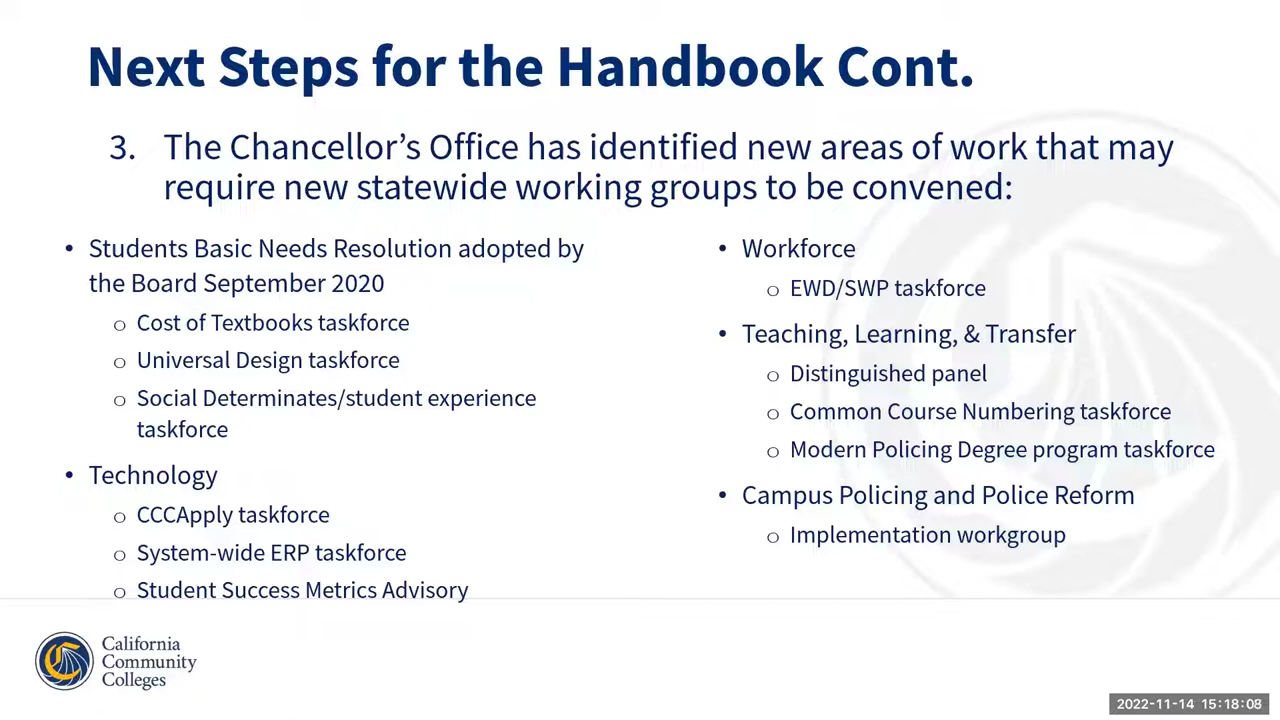 Next Steps for the Handbook Cont.
3. The Chancellor’s Office has identified new areas of work that may
require new statewide working groups to be convened:
• Students Basic Needs Resolution adopted by
the Board September 2020
○ Cost of Textbooks taskforce
○ Universal Design taskforce
○ Social Determinates/student experience
taskforce
• Technology
○ CCCApply taskforce
○ System-wide ERP taskforce
○ Student Success Metrics Advisory
• Workforce
○ EWD/SWP taskforce
• Teaching, Learning, & Transfer
○ Distinguished panel
○ Common Course Numbering taskforce
○ Modern Policing Degree program taskforce
• Campus Policing and Police Reform
○ Implementation workgroup
California
Community
Colleges
2022-11-14 15:18:08